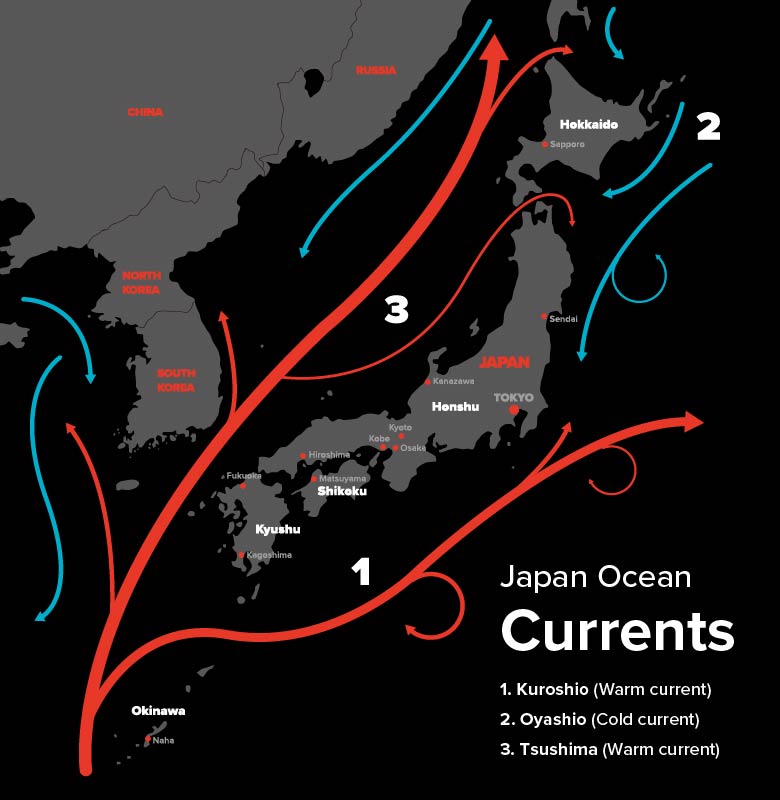 RUSSIA
CHINA
Hokkaido
2
Sapporo
NORTH
KOREA
3
Sendai
JAPAN
SOUTH
KOREA
Kanazawa
TOKYO
Honshu
Kyoto
Kobe
Osaka
Hiroshima
Fukuoka
Matsuyama
Shikoku
Kyushu
Kagoshima
1
Japan Ocean
Currents
1. Kuroshio (Warm current)
2. Oyashio (Cold current)
3. Tsushima (Warm current)
Okinawa
Naha